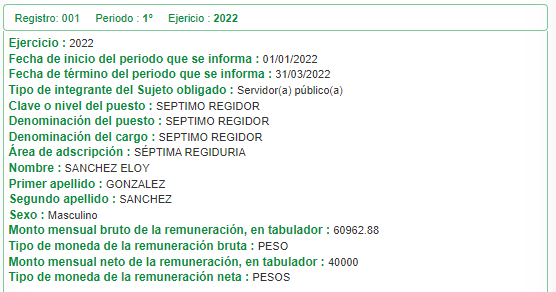 Registro: 001 Periodo : 1º Ejericio : 2022
Ejercicio : 2022
Fecha de inicio del periodo que se informa : 01/01/2022
Fecha de término del periodo que se informa : 31/03/2022
Tipo de integrante del Sujeto obligado : Servidor(a) público(a)
Clave o nivel del puesto : SEPTIMO REGIDOR
Denominación del puesto : SEPTIMO REGIDOR
Denominación del cargo : SEPTIMO REGIDOR
Área de adscripción : SÉPTIMA REGIDURIA
Nombre : SANCHEZ ELOY
Primer apellido : GONZALEZ
Segundo apellido : SANCHEZ
Sexo : Masculino
Monto mensual bruto de la remuneración, en tabulador : 60962.88
Tipo de moneda de la remuneración bruta : PESO
Monto mensual neto de la remuneración, en tabulador : 40000
Tipo de moneda de la remuneración neta : PESOS